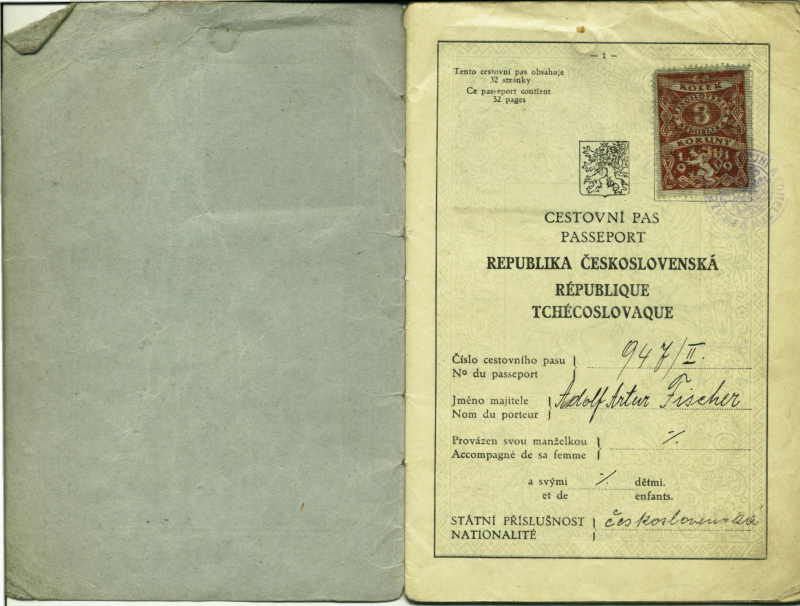 — 1 —
Tento cestovní pas obsahuje
32 stránky
Ce passeport contient
32 pages
KOLEK
3
KORUNY
CESTOVNÍ PAS
PASSEPORT
REPUBLIKA ČESKOSLOVENSKÁ
RÉPUBLIQUE
TCHÉCOSLOVAQUE
Číslo cestovního pasu } 947/II.
No du passeport
Jméno majitele } Adolf Artur Fischer
Nom du porteur
Provázen svou manželkou } ·/.
Accompagné de sa femme
a svými ·/. dětmi.
et de enfants.
STÁTNÍ PŘÍSLUŠNOST } československá
NATIONALITÉ